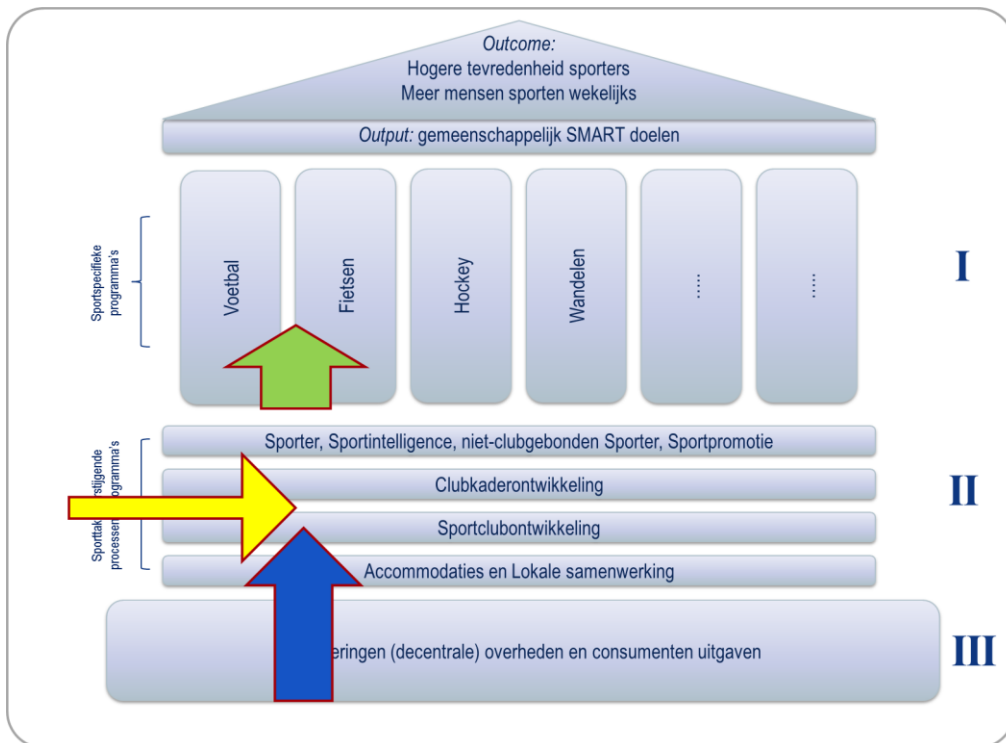 Outcome:
Hogere tevredenheid sporters
Meer mensen sporten wekelijks
Output: gemeenschappelijk SMART doelen
Sportspecifieke
programma's
Voetbal
Fietsen
Hockey
Wandelen
.....
.....
I
Sporter, Sportintelligence, niet-clubgebonden Sporter, Sportpromotie
Clubkaderontwikkeling
Sportclubontwikkeling
Accommodaties en Lokale samenwerking
II
(decentrale) overheden en consumenten uitgaven
III